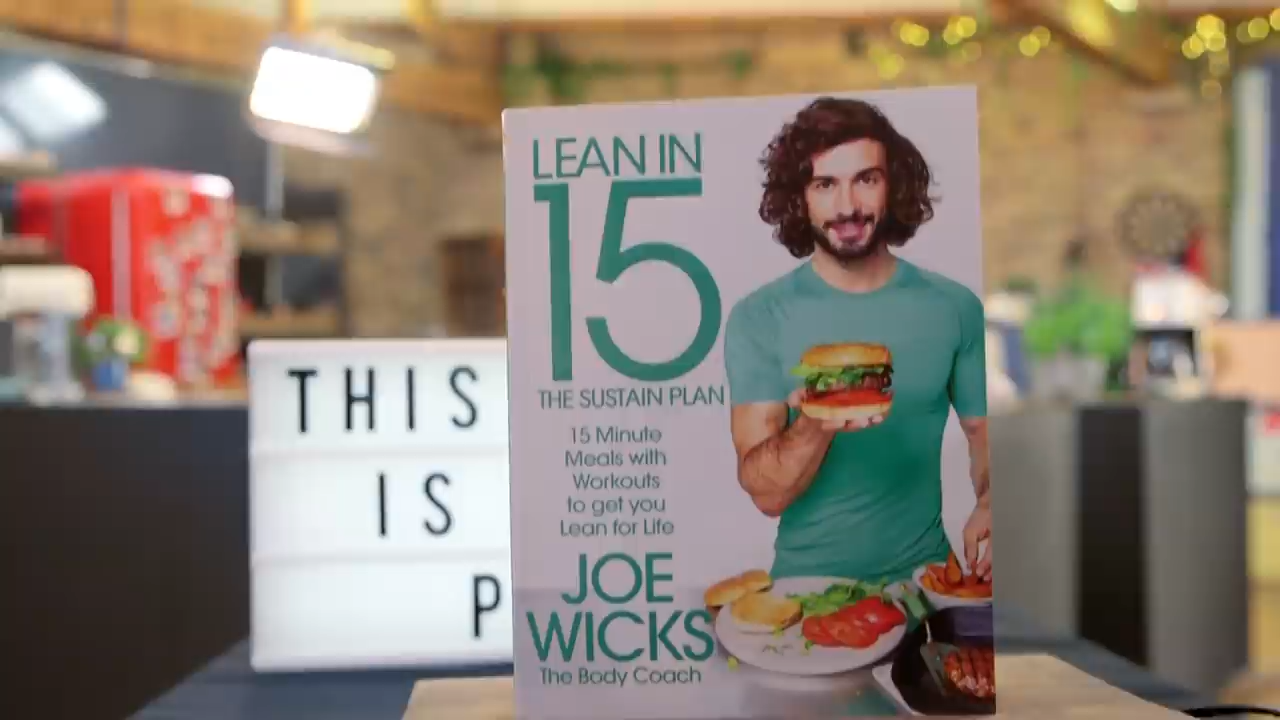 THIS
IS
P
LEAN IN
15
THE SUSTAIN PLAN
15 Minute
Meals with
Workouts
to get you
Lean for Life
JOE
WICKS
The Body Coach